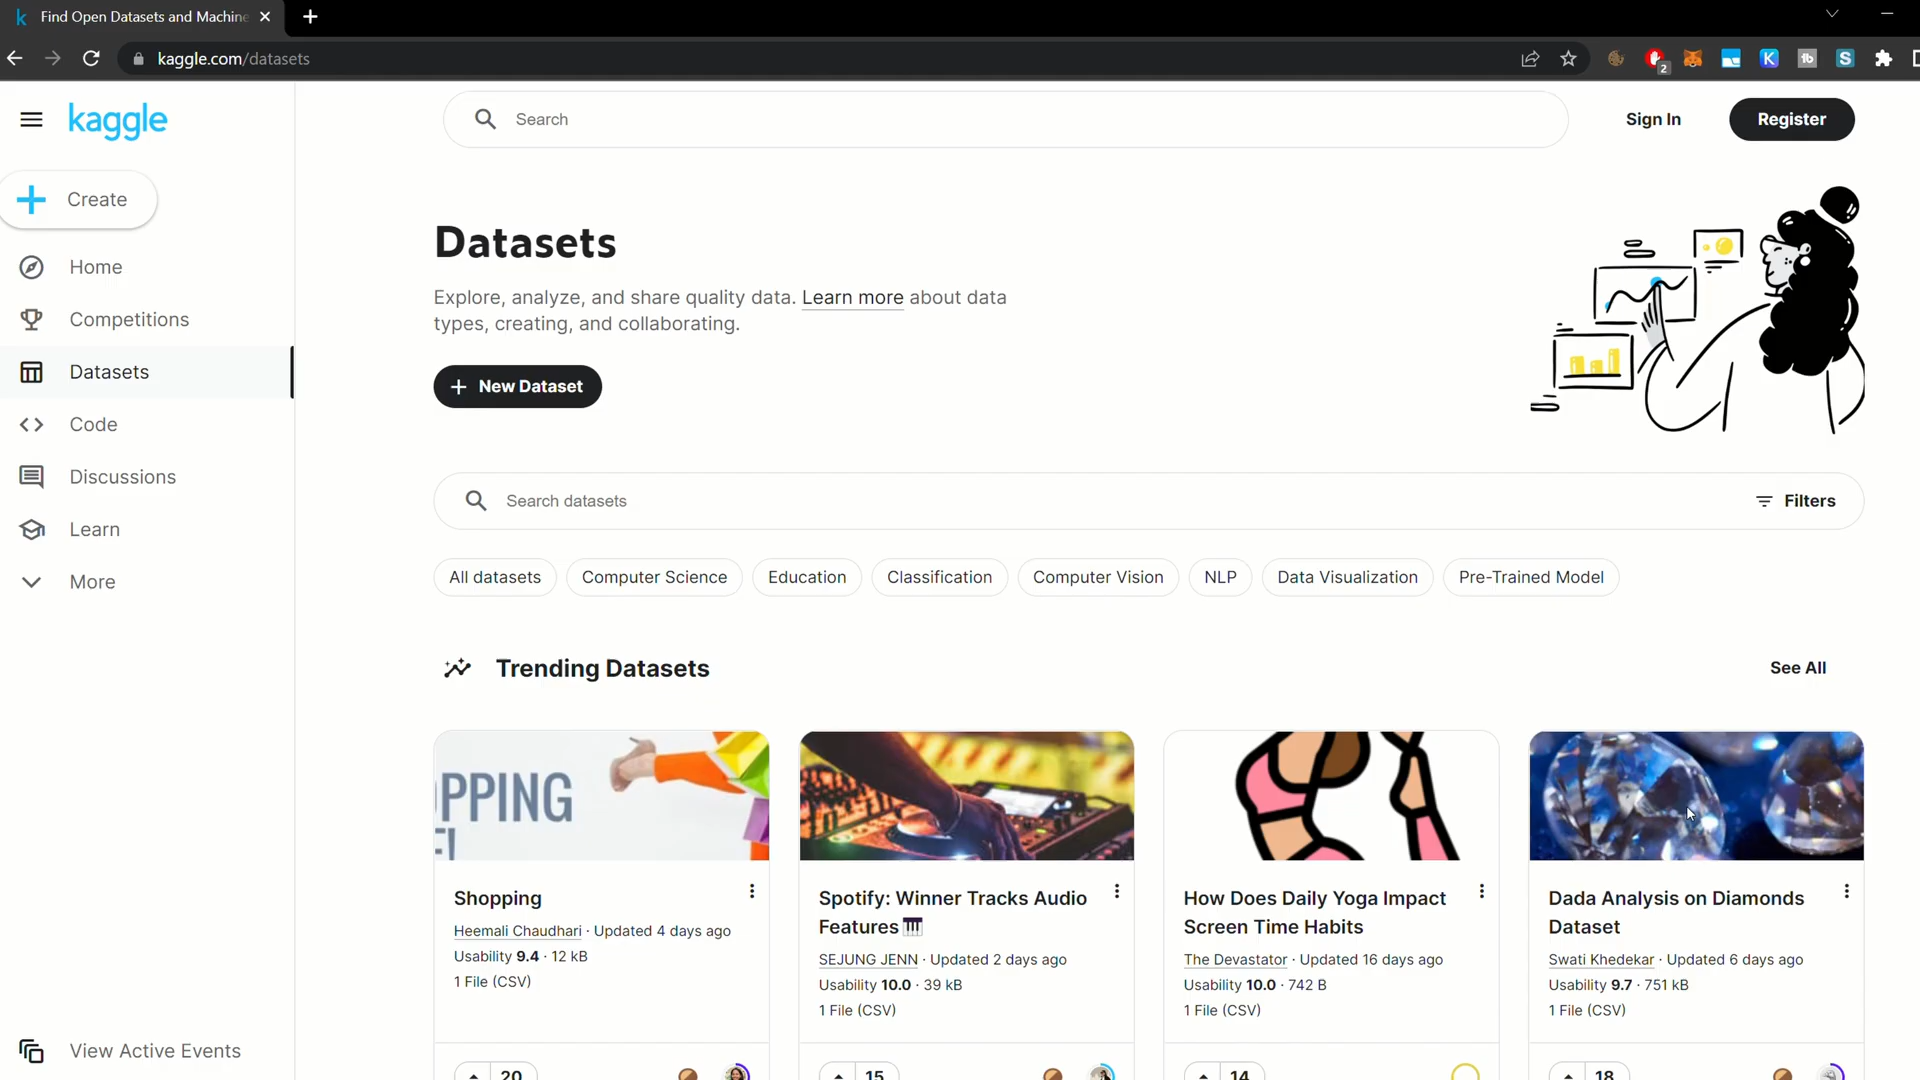 Find Open Datasets and Machine
kaggle.com/datasets
2
K
tb
S
kaggle
Search
Sign In
Register
Create
Home
Competitions
Datasets
Code
Discussions
Learn
More
View Active Events
Datasets
Explore, analyze, and share quality data. Learn more about data
types, creating, and collaborating.
New Dataset
Search datasets
Filters
All datasets
Computer Science
Education
Classification
Computer Vision
NLP
Data Visualization
Pre-Trained Model
Trending Datasets
See All
PPING
Shopping
Heemali Chaudhari · Updated 4 days ago
Usability 9.4 · 12 kB
1 File (CSV)
20
Spotify: Winner Tracks Audio
Features 🎹
SEJUNG JENN · Updated 2 days ago
Usability 10.0 · 39 kB
1 File (CSV)
15
How Does Daily Yoga Impact
Screen Time Habits
The Devastator · Updated 16 days ago
Usability 10.0 · 742 B
1 File (CSV)
14
Dada Analysis on Diamonds
Dataset
Swati Khedekar · Updated 6 days ago
Usability 9.7 · 751 kB
1 File (CSV)
18